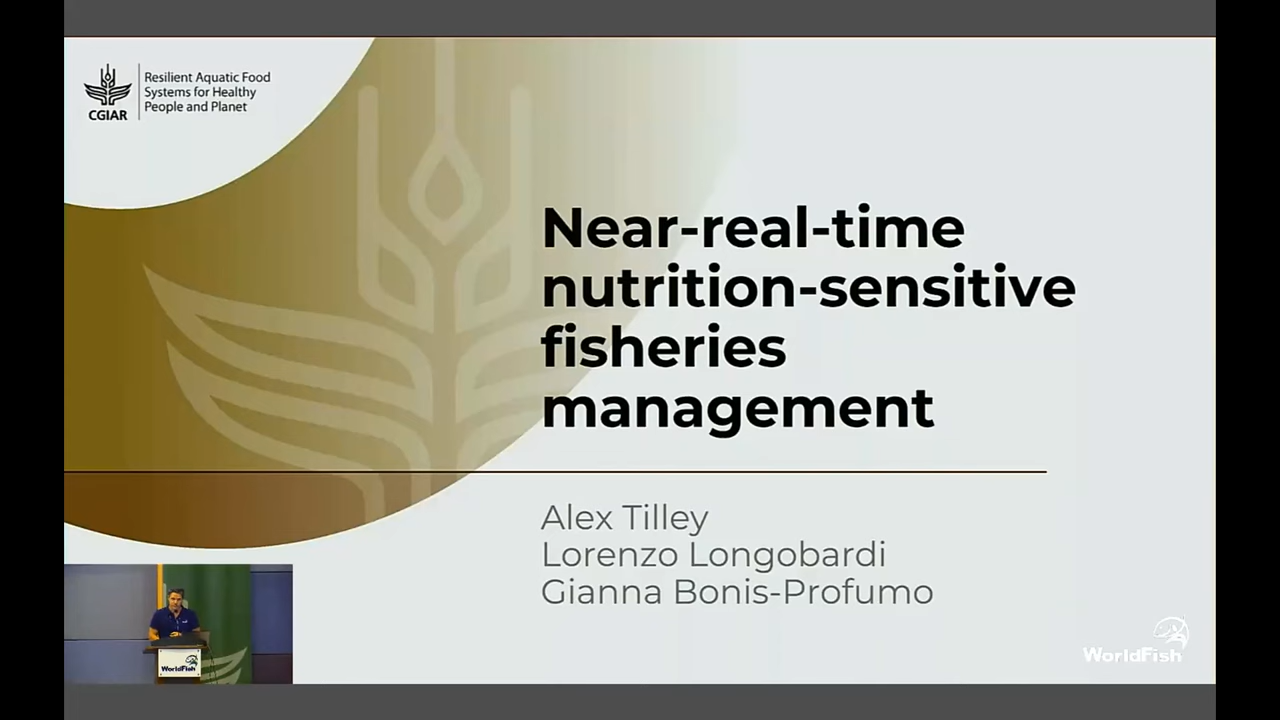 CGIAR
Resilient Aquatic Food
Systems for Healthy
People and Planet
Near-real-time
nutrition-sensitive
fisheries
management
Alex Tilley
Lorenzo Longobardi
Gianna Bonis-Profumo
WorldFish
WorldFish